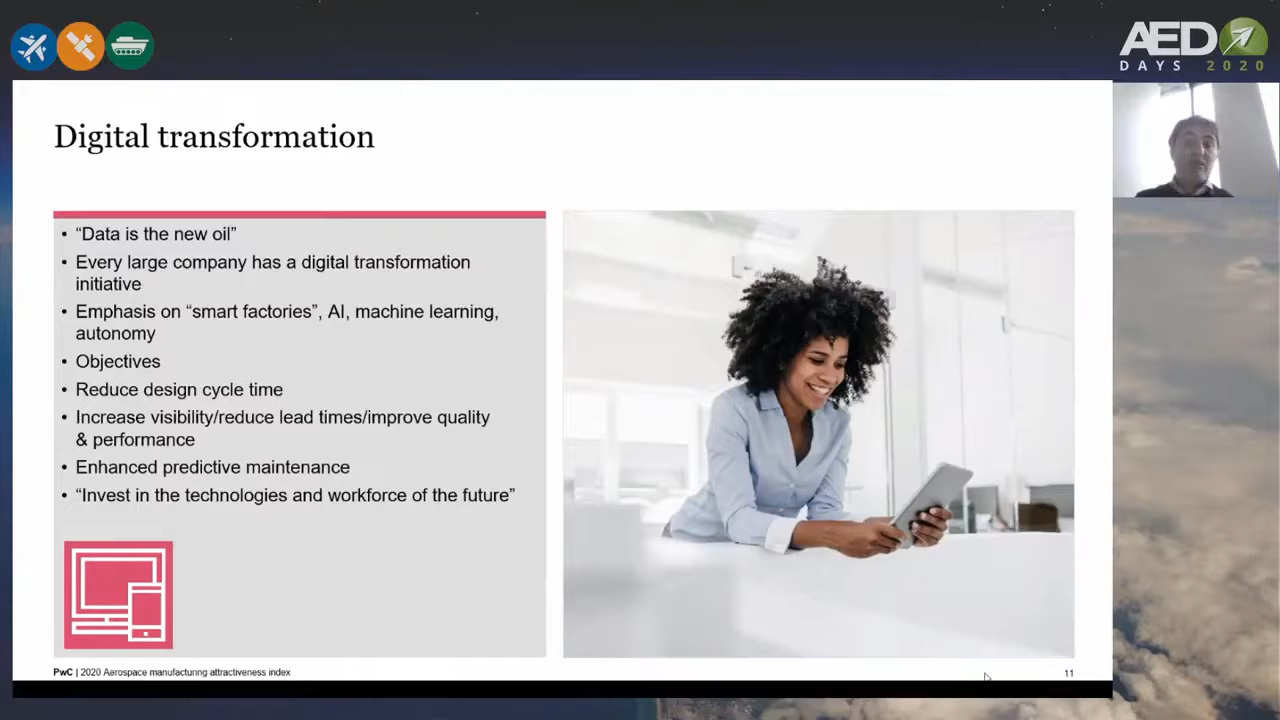 AED
DAYS 2020
Digital transformation
• “Data is the new oil”
• Every large company has a digital transformation
initiative
• Emphasis on “smart factories”, AI, machine learning,
autonomy
• Objectives
• Reduce design cycle time
• Increase visibility/reduce lead times/improve quality
& performance
• Enhanced predictive maintenance
• “Invest in the technologies and workforce of the future”
PwC | 2020 Aerospace manufacturing attractiveness index
11